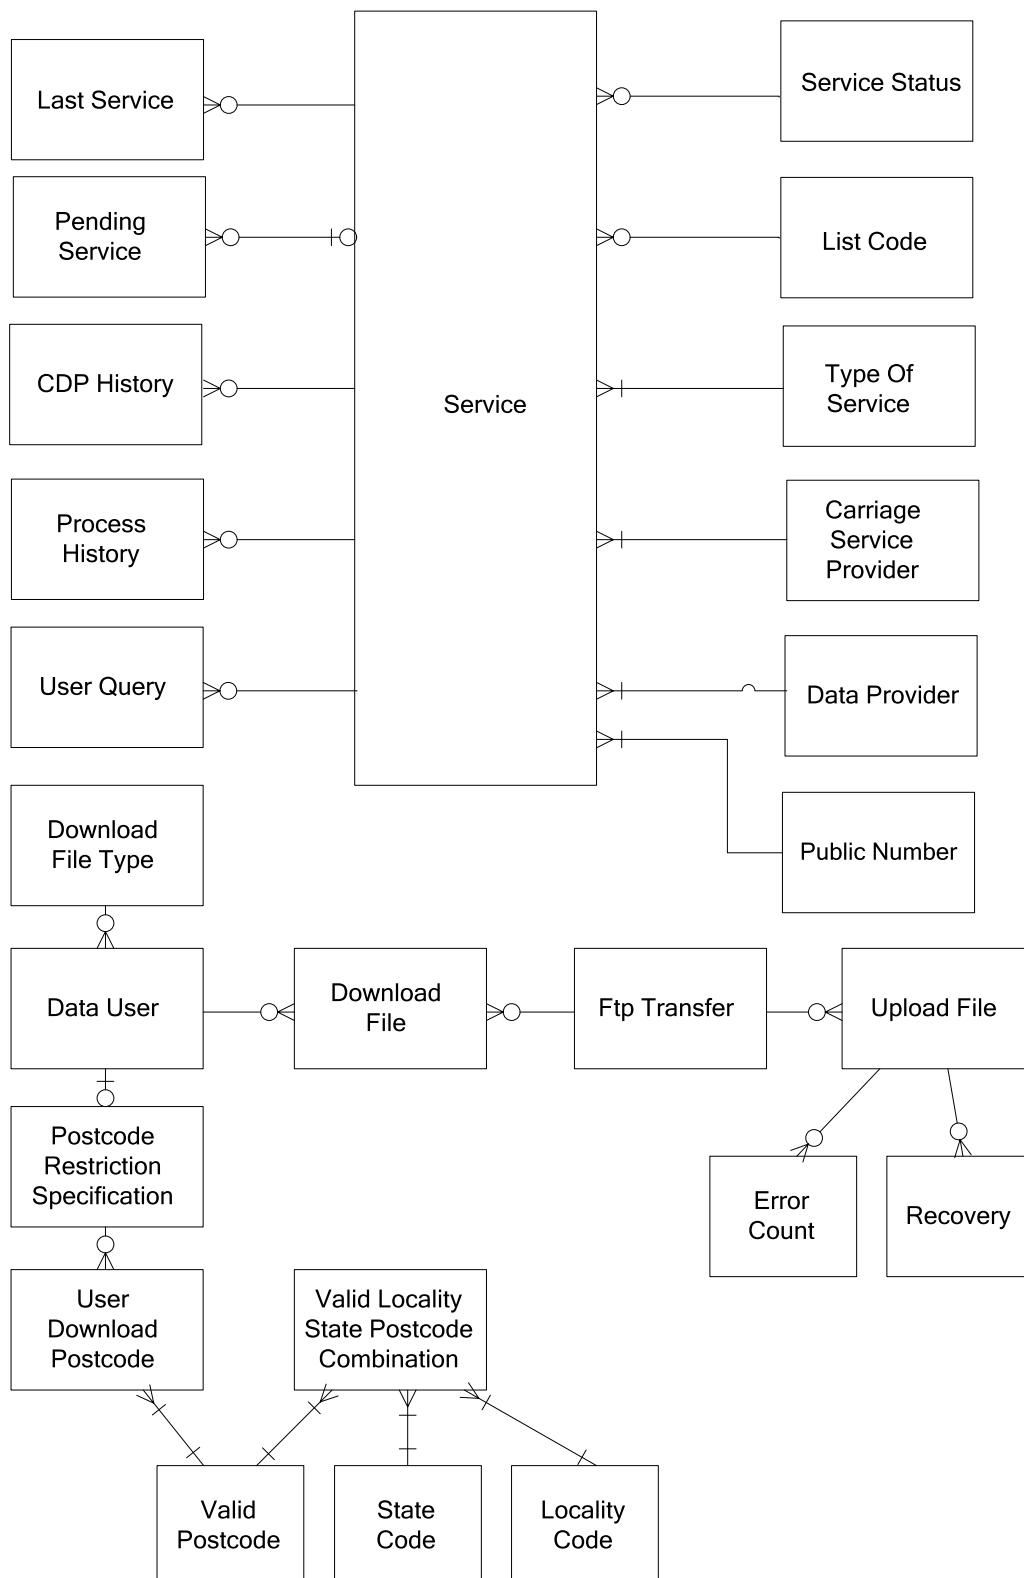 Last Service
Service Status
Pending
Service
List Code
CDP History
Service
Type Of
Service
Process
History
Carriage
Service
Provider
User Query
Data Provider
Download
File Type
Public Number
Data User
Download
File
Ftp Transfer
Upload File
Postcode
Restriction
Specification
Error
Count
Recovery
User
Download
Postcode
Valid Locality
State Postcode
Combination
Valid
Postcode
State
Code
Locality
Code